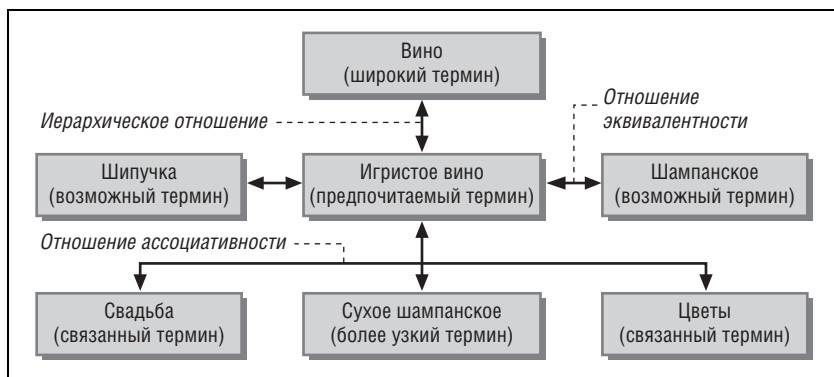 Вино
(широкий термин)
Отношение
эквивалентности
Иерархическое отношение
Шипучка
(возможный термин)
Игристое вино
(предпочитаемый термин)
Шампанское
(возможный термин)
Отношение ассоциативности
Свадьба
(связанный термин)
Сухое шампанское
(более узкий термин)
Цветы
(связанный термин)